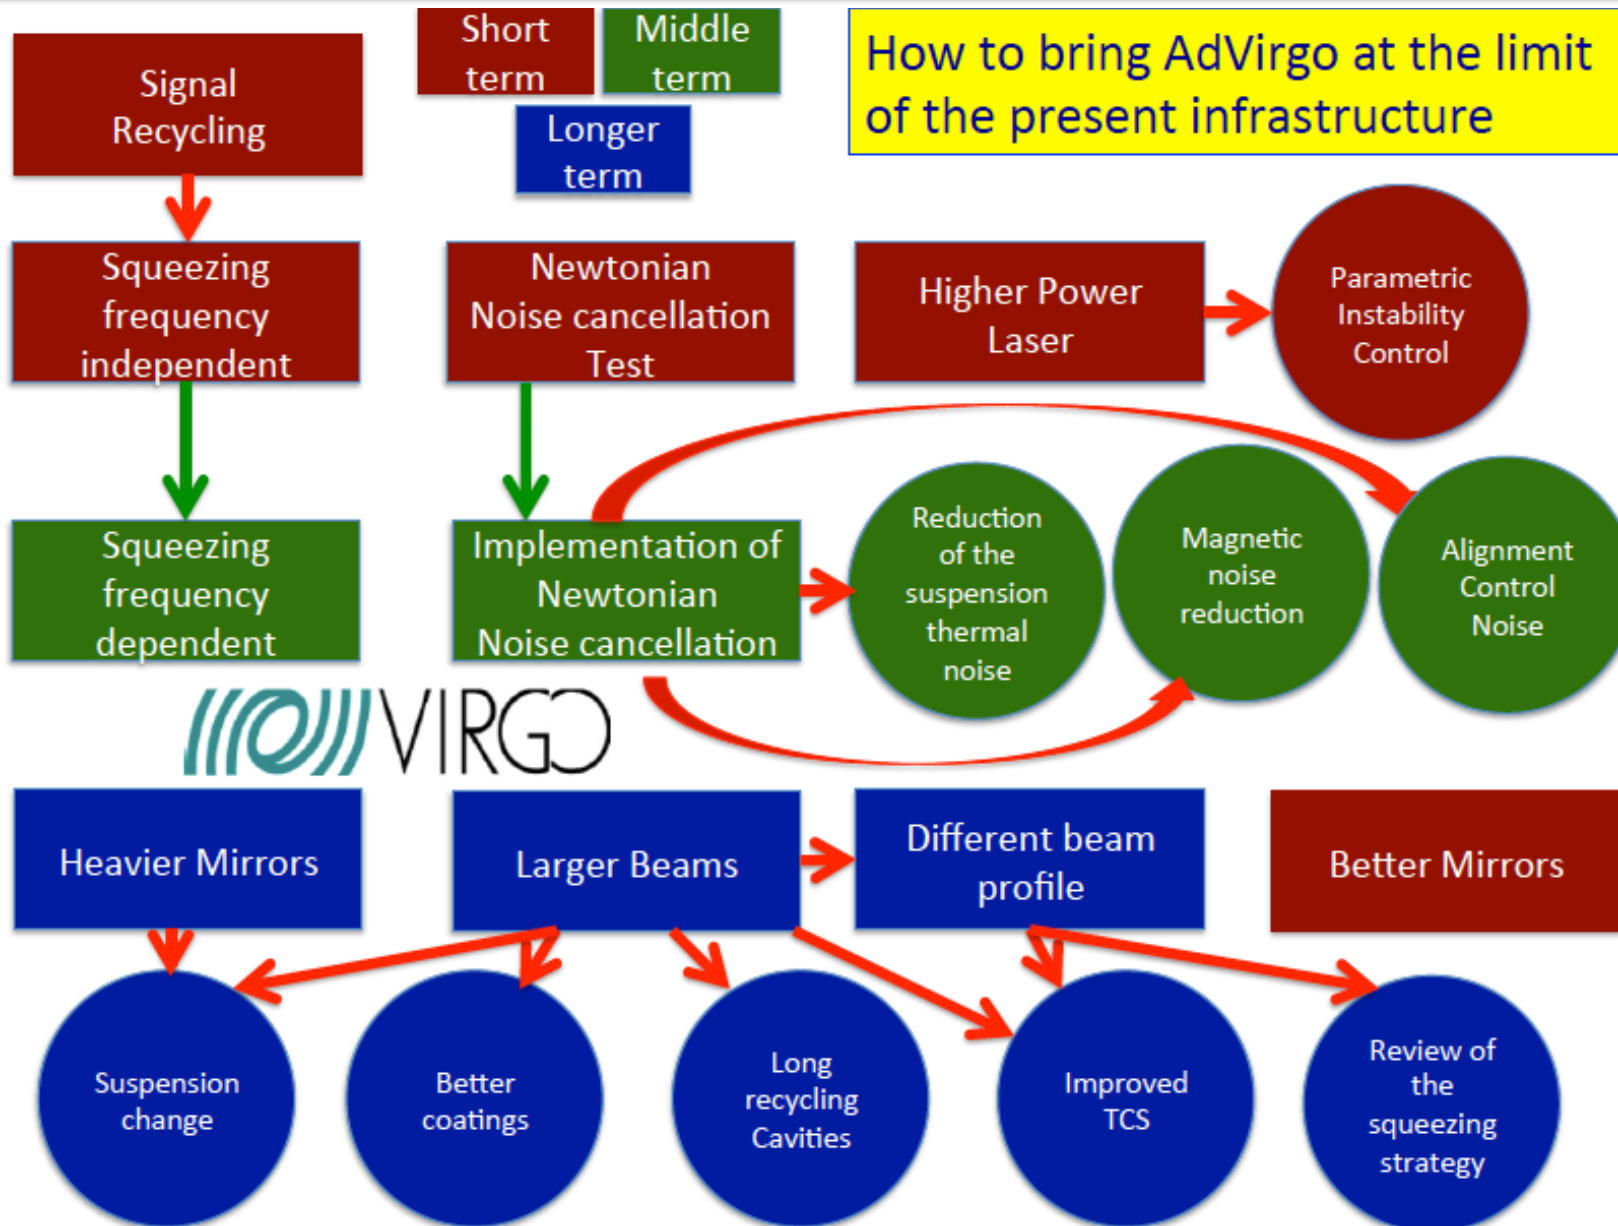 Signal
Recycling
Short
term
Middle
term
Longer
term
How to bring AdVirgo at the limit
of the present infrastructure
Squeezing
frequency
independent
Newtonian
Noise cancellation
Test
Higher Power
Laser
Parametric
Instability
Control
Squeezing
frequency
dependent
Implementation of
Newtonian
Noise cancellation
Reduction
of the
suspension
thermal
noise
Magnetic
noise
reduction
Alignment
Control
Noise
VIRGO
Heavier Mirrors
Larger Beams
Different beam
profile
Better Mirrors
Suspension
change
Better
coatings
Long
recycling
Cavities
Improved
TCS
Review of
the
squeezing
strategy